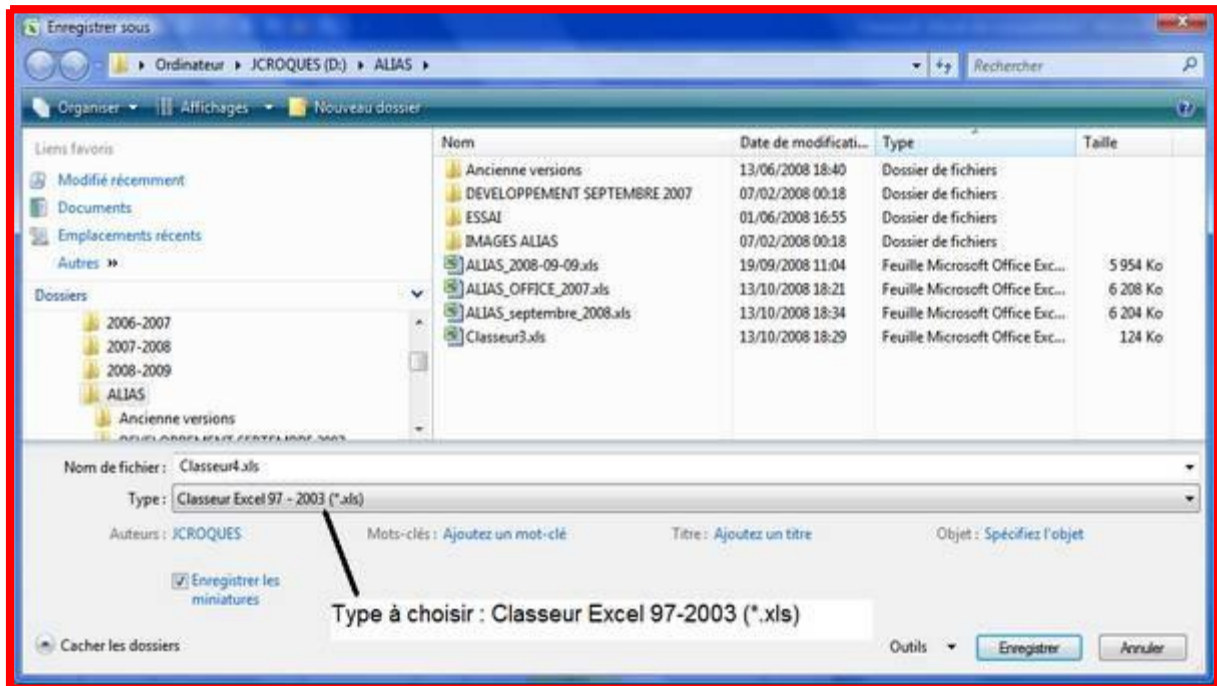 Enregistrer sous
Ordinateur JCROQUES (D:) ALIAS
Rechercher
Organiser Affichages Nouveau dossier
Liens favoris
Modifié récemment
Documents
Emplacements récents
Autres »
Dossiers
2006-2007
2007-2008
2008-2009
ALIAS
Ancienne versions
DEVELOPPEMENT SEPTEMBRE 2007
Nom Date de modificati... Type Taille
Ancienne versions 13/06/2008 18:40 Dossier de fichiers
DEVELOPPEMENT SEPTEMBRE 2007 07/02/2008 00:18 Dossier de fichiers
ESSAI 01/06/2008 16:55 Dossier de fichiers
IMAGES ALIAS 07/02/2008 00:18 Dossier de fichiers
ALIAS_2008-09-09.xls 19/09/2008 11:04 Feuille Microsoft Office Exc... 5 954 Ko
ALIAS_OFFICE_2007.xls 13/10/2008 18:21 Feuille Microsoft Office Exc... 6 208 Ko
ALIAS_septembre_2008.xls 13/10/2008 18:34 Feuille Microsoft Office Exc... 6 204 Ko
Classeur3.xls 13/10/2008 18:29 Feuille Microsoft Office Exc... 124 Ko
Nom de fichier : Classeur4.xls
Type : Classeur Excel 97 - 2003 (*.xls)
Auteurs : JCROQUES Mots-clés : Ajoutez un mot-clé Titre : Ajoutez un titre Objet : Spécifiez l'objet
Enregistrer les
miniatures
Type à choisir : Classeur Excel 97-2003 (*.xls)
Cacher les dossiers Outils Enregistrer Annuler